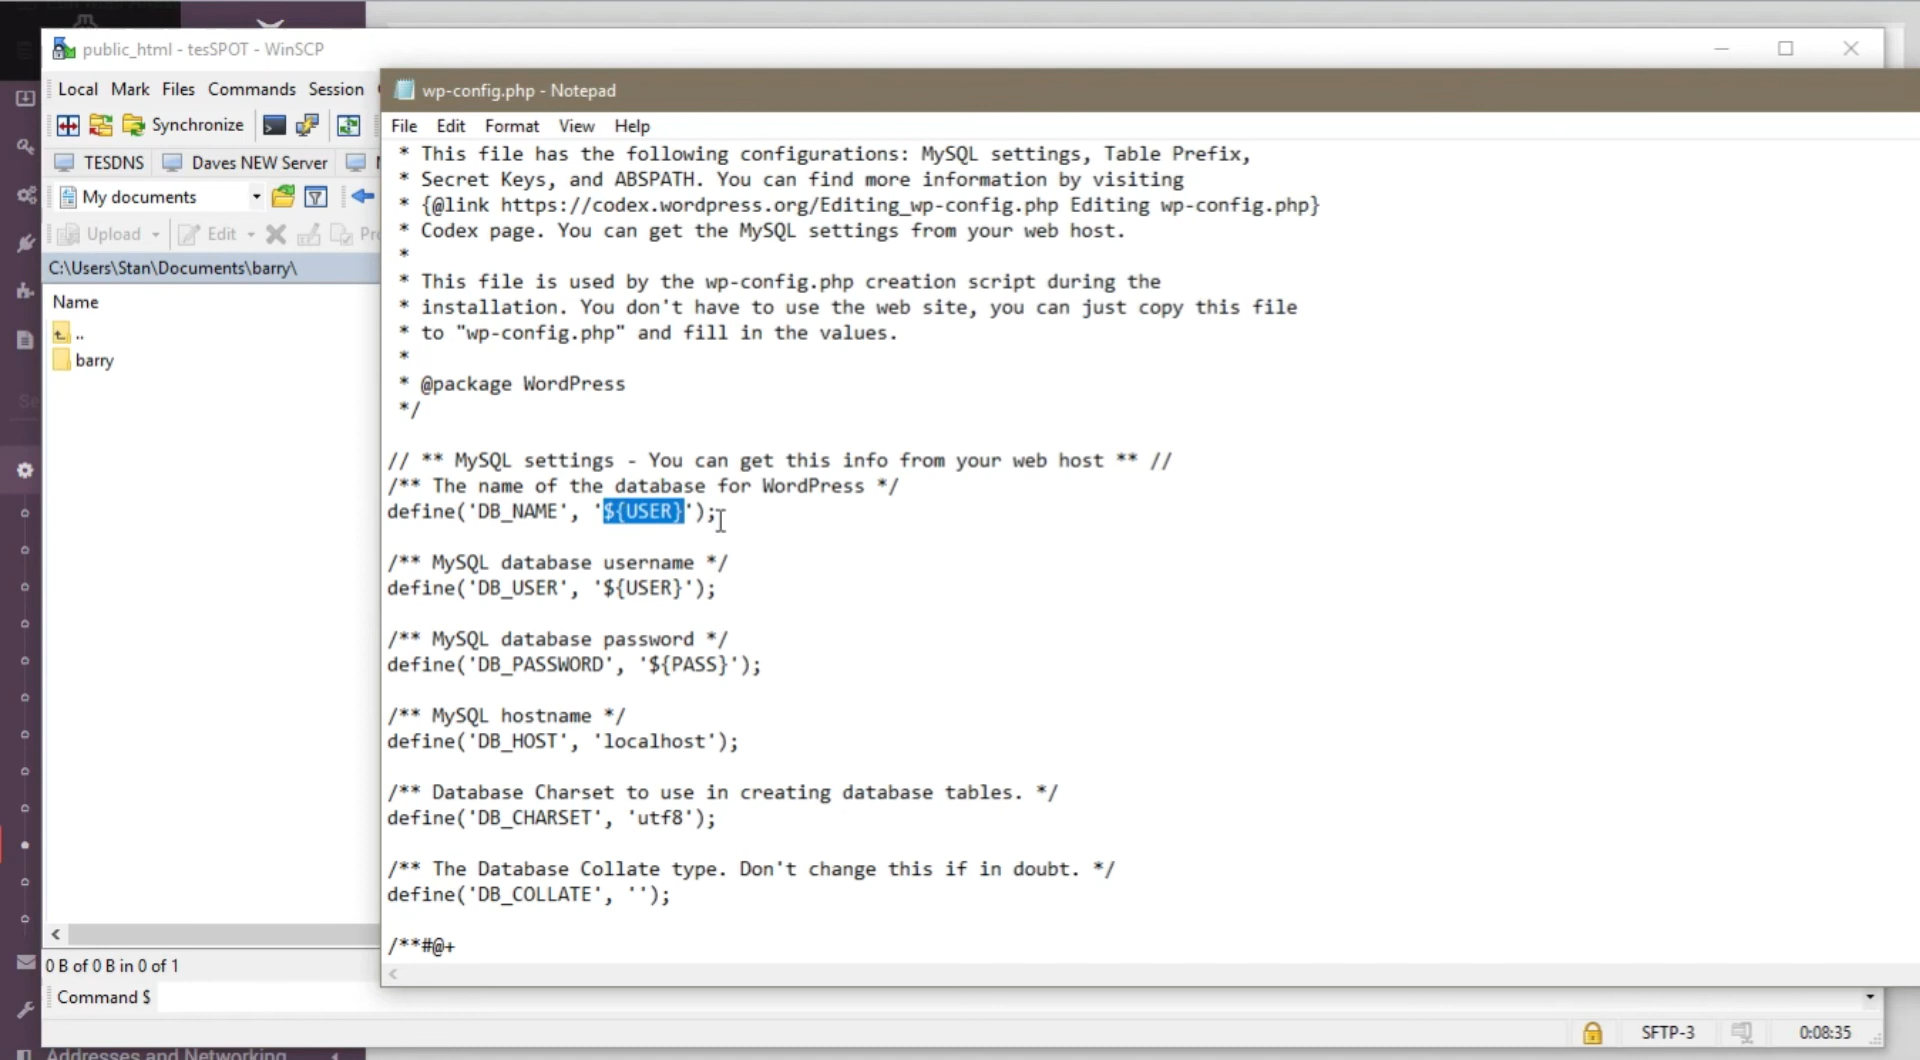 public_html - tesSPOT - WinSCP
Local Mark Files Commands Session
Synchronize
TESDNS Daves NEW Server
My documents
Upload Edit
C:\Users\Stan\Documents\barry\
Name
..
barry
0 B of 0 B in 0 of 1
Command $
SFTP-3 0:08:35
Addresses and Networking
wp-config.php - Notepad
File Edit Format View Help
* This file has the following configurations: MySQL settings, Table Prefix,
* Secret Keys, and ABSPATH. You can find more information by visiting
* {@link https://codex.wordpress.org/Editing_wp-config.php Editing wp-config.php}
* Codex page. You can get the MySQL settings from your web host.
*
* This file is used by the wp-config.php creation script during the
* installation. You don't have to use the web site, you can just copy this file
* to "wp-config.php" and fill in the values.
*
* @package WordPress
*/
// ** MySQL settings - You can get this info from your web host ** //
/** The name of the database for WordPress */
define('DB_NAME', '${USER}');
/** MySQL database username */
define('DB_USER', '${USER}');
/** MySQL database password */
define('DB_PASSWORD', '${PASS}');
/** MySQL hostname */
define('DB_HOST', 'localhost');
/** Database Charset to use in creating database tables. */
define('DB_CHARSET', 'utf8');
/** The Database Collate type. Don't change this if in doubt. */
define('DB_COLLATE', '');
/**#@+